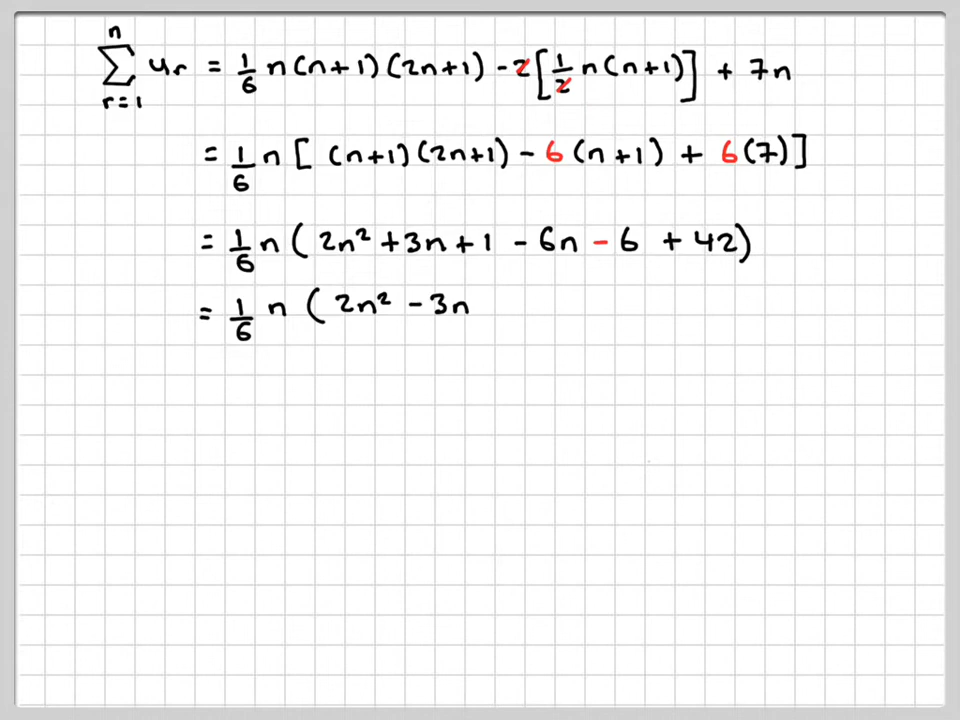 n∑r=1 ur = 1/6 n(n+1)(2n+1) - 2[1/2 n(n+1)] + 7n
= 1/6 n[ (n+1)(2n+1) - 6(n+1) + 6(7)]
= 1/6 n( 2n² + 3n + 1 - 6n - 6 + 42)
= 1/6 n ( 2n² - 3n